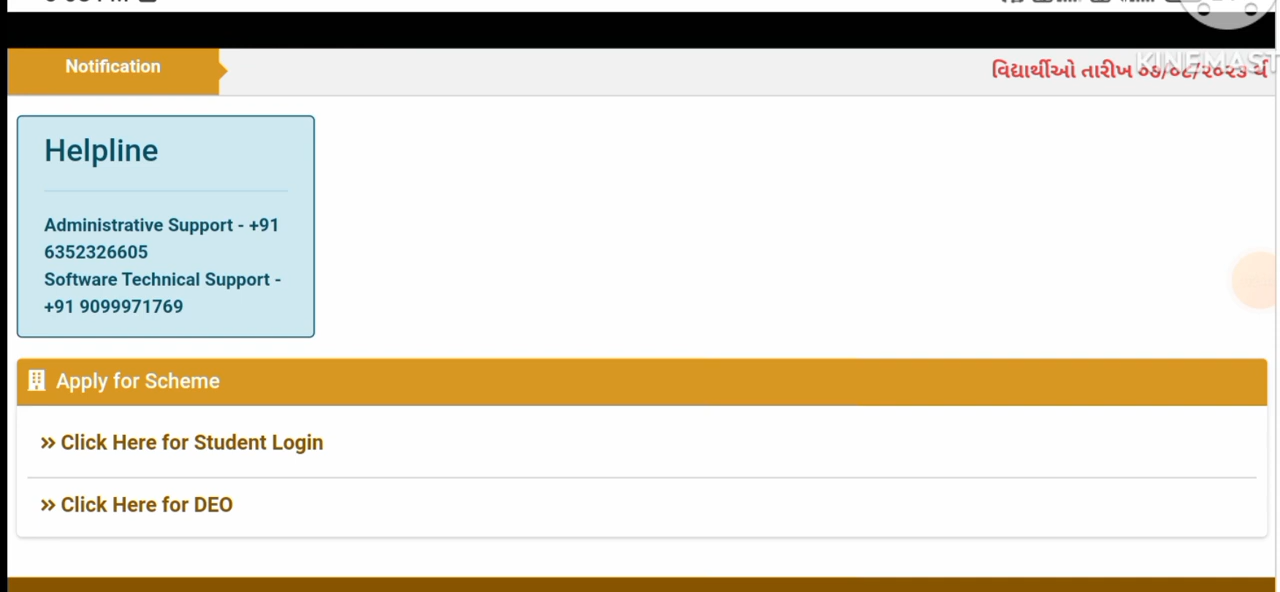 Notification
વિદ્યાર્થીઓ તારીખ
KINEMAST
Helpline
Administrative Support - +91
6352326605
Software Technical Support -
+91 9099971769
Apply for Scheme
» Click Here for Student Login
» Click Here for DEO